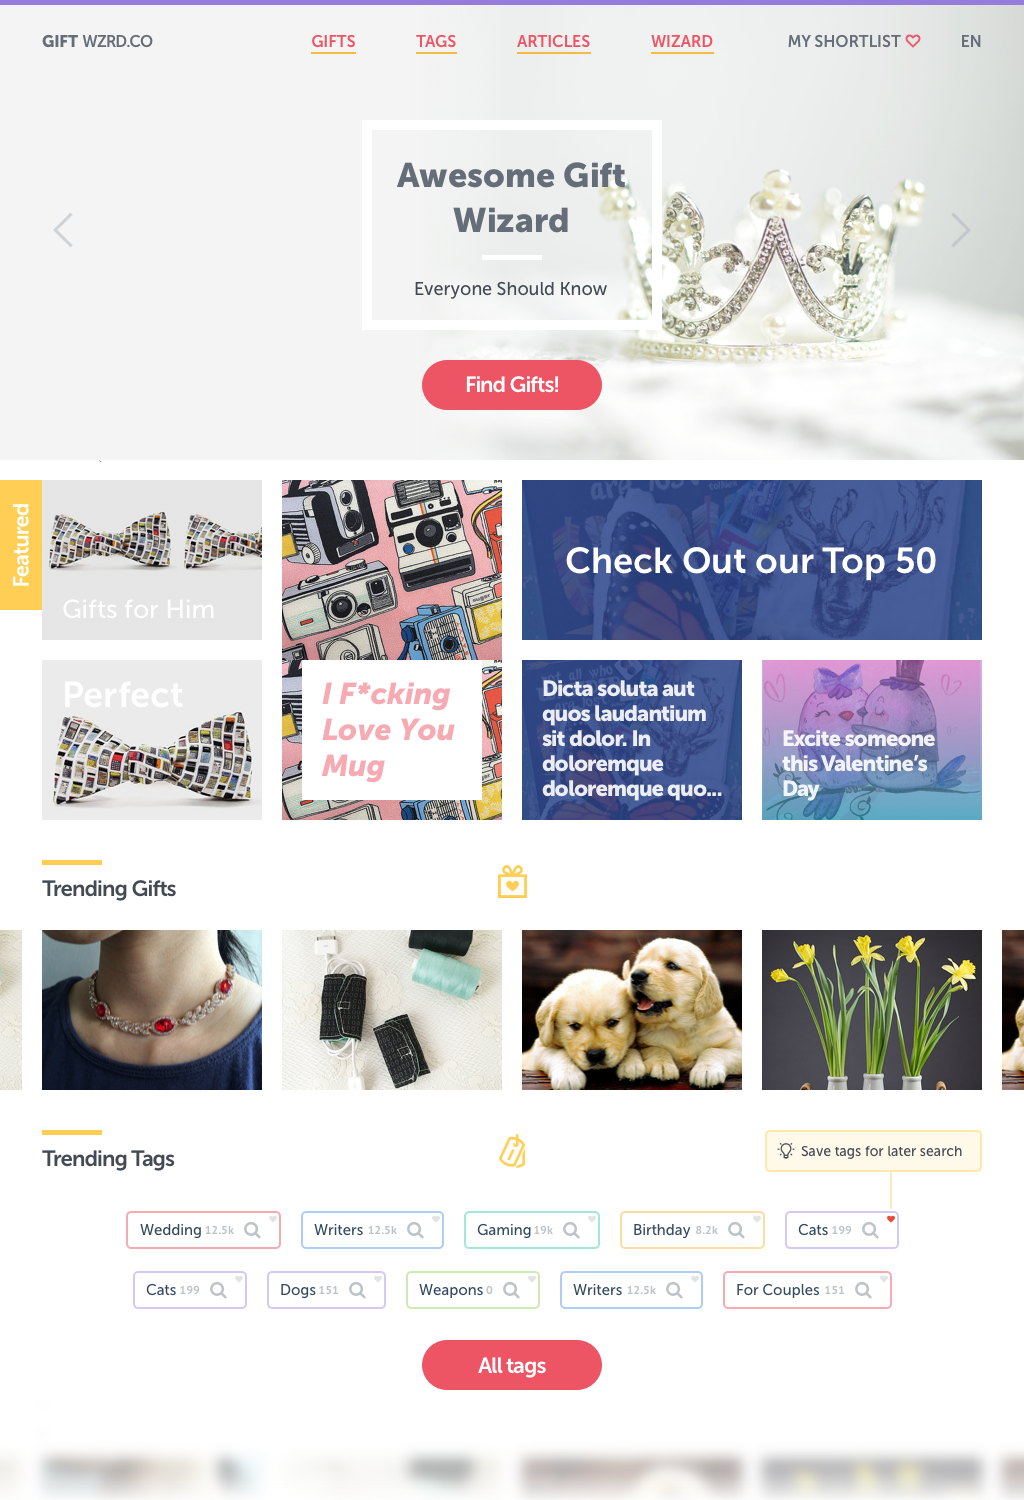 GIFT WZRD.CO
GIFTS
TAGS
ARTICLES
WIZARD
MY SHORTLIST
EN
Awesome Gift
Wizard
Everyone Should Know
Find Gifts!
Featured
Gifts for Him
Perfect
I F*cking
Love You
Mug
Check Out our Top 50
Dicta soluta aut
quos laudantium
sit dolor. In
doloremque
doloremque quo...
Excite someone
this Valentine's
Day
Trending Gifts
Trending Tags
Save tags for later search
Wedding 12.5k
Writers 12.5k
Gaming 19k
Birthday 8.2k
Cats 199
Cats 199
Dogs 151
Weapons 0
Writers 12.5k
For Couples 151
All tags